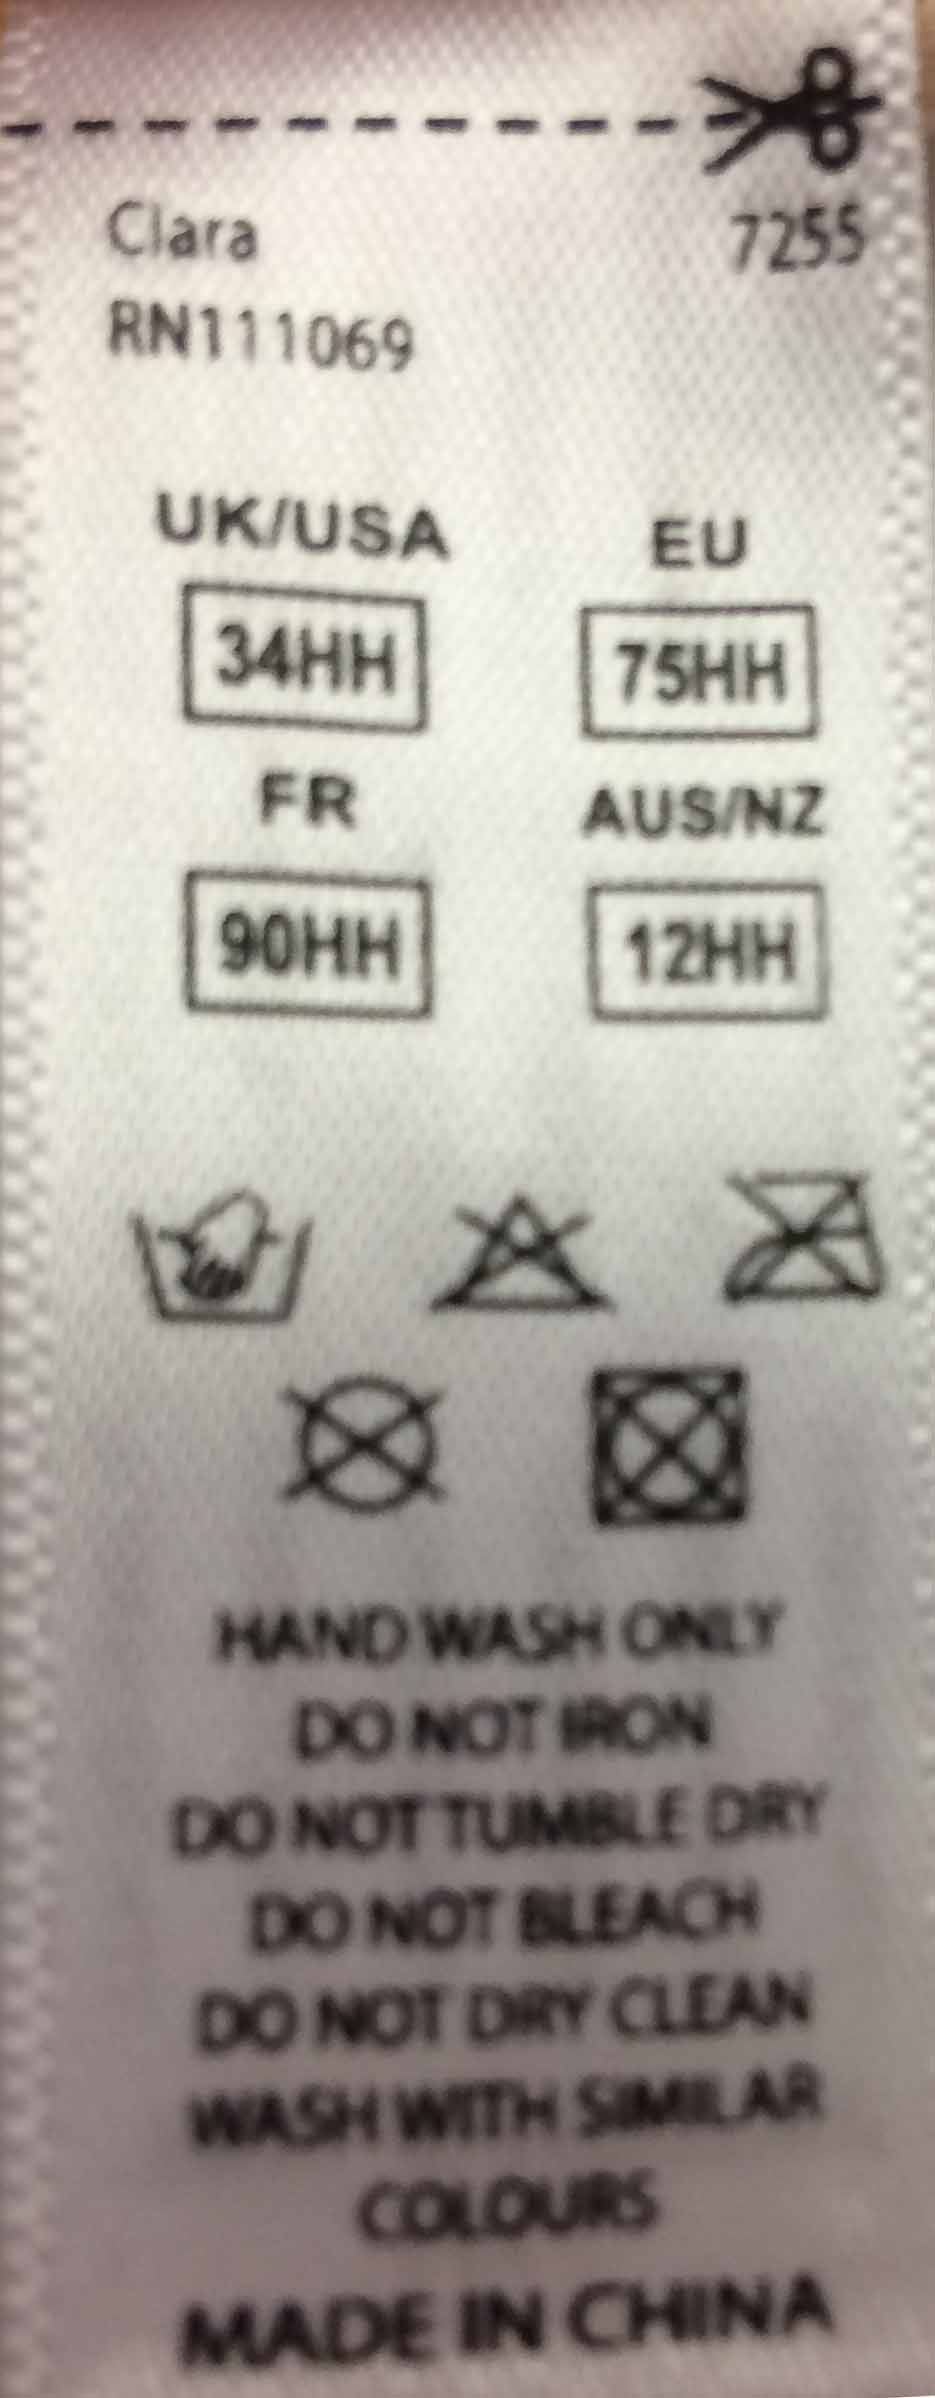 Clara 7255
RN111069
UK/USA EU
34HH 75HH
FR AUS/NZ
90HH 12HH
HAND WASH ONLY
DO NOT IRON
DO NOT TUMBLE DRY
DO NOT BLEACH
DO NOT DRY CLEAN
WASH WITH SIMILAR
COLOURS
MADE IN CHINA